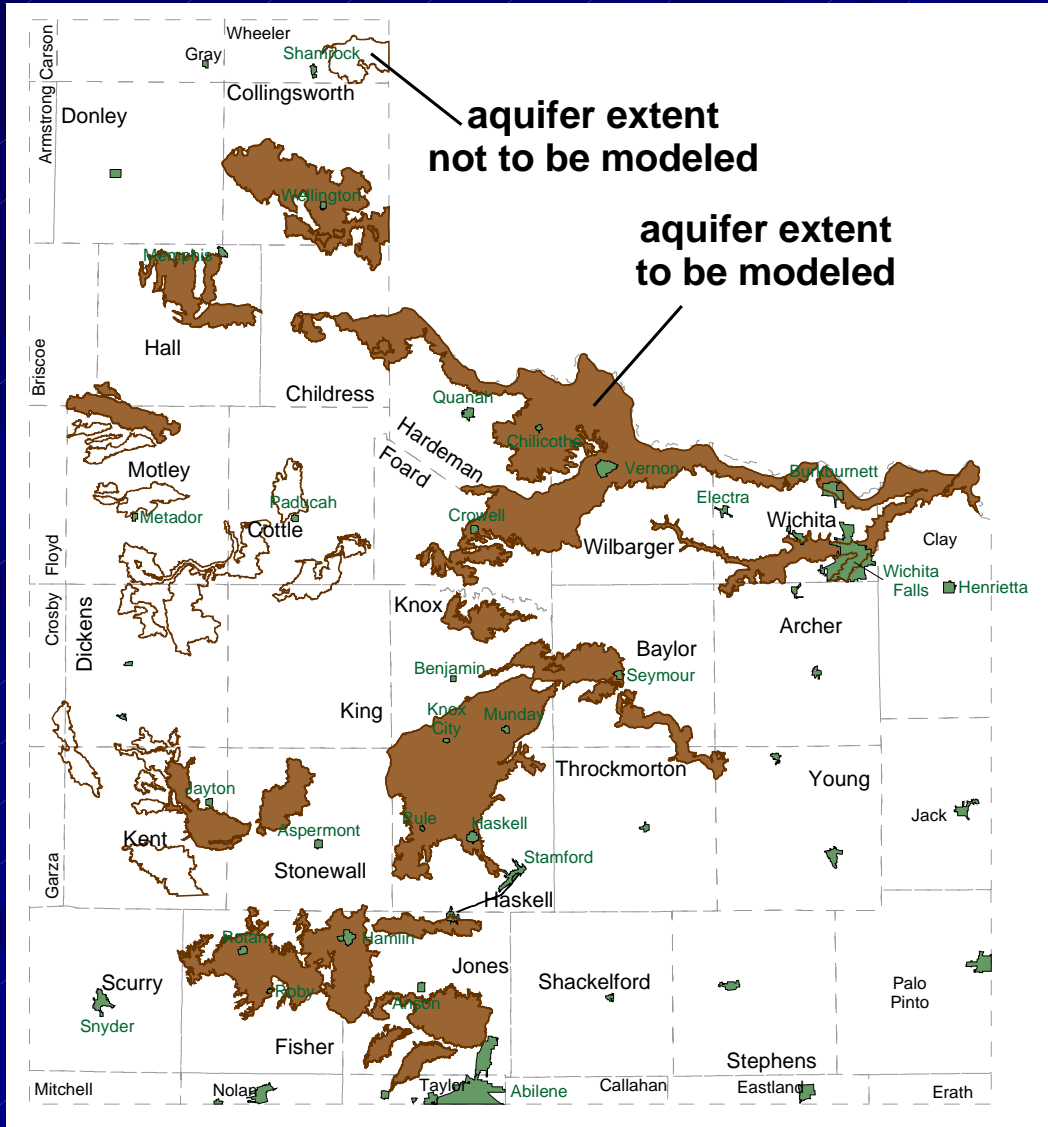 Wheeler
Gray
Shamrock
Armstrong
Carson
Collingsworth
Donley
aquifer extent
not to be modeled
Wellington
aquifer extent
to be modeled
Memphis
Hall
Briscoe
Childress
Quanah
Hardeman
Chilicothe
Foard
Motley
Vernon
Burkburnett
Paducah
Electra
Metador
Crowell
Wichita
Cottle
Wilbarger
Clay
Floyd
Wichita
Falls
Henrietta
Knox
Crosby
Dickens
Archer
Baylor
Benjamin
Seymour
King
Knox
City
Munday
Throckmorton
Young
Jayton
Rule
Haskell
Jack
Kent
Aspermont
Stamford
Garza
Stonewall
Haskell
Rotan
Hamlin
Jones
Scurry
Roby
Shackelford
Palo
Pinto
Anson
Snyder
Fisher
Stephens
Mitchell
Nolan
Taylor
Abilene
Callahan
Eastland
Erath